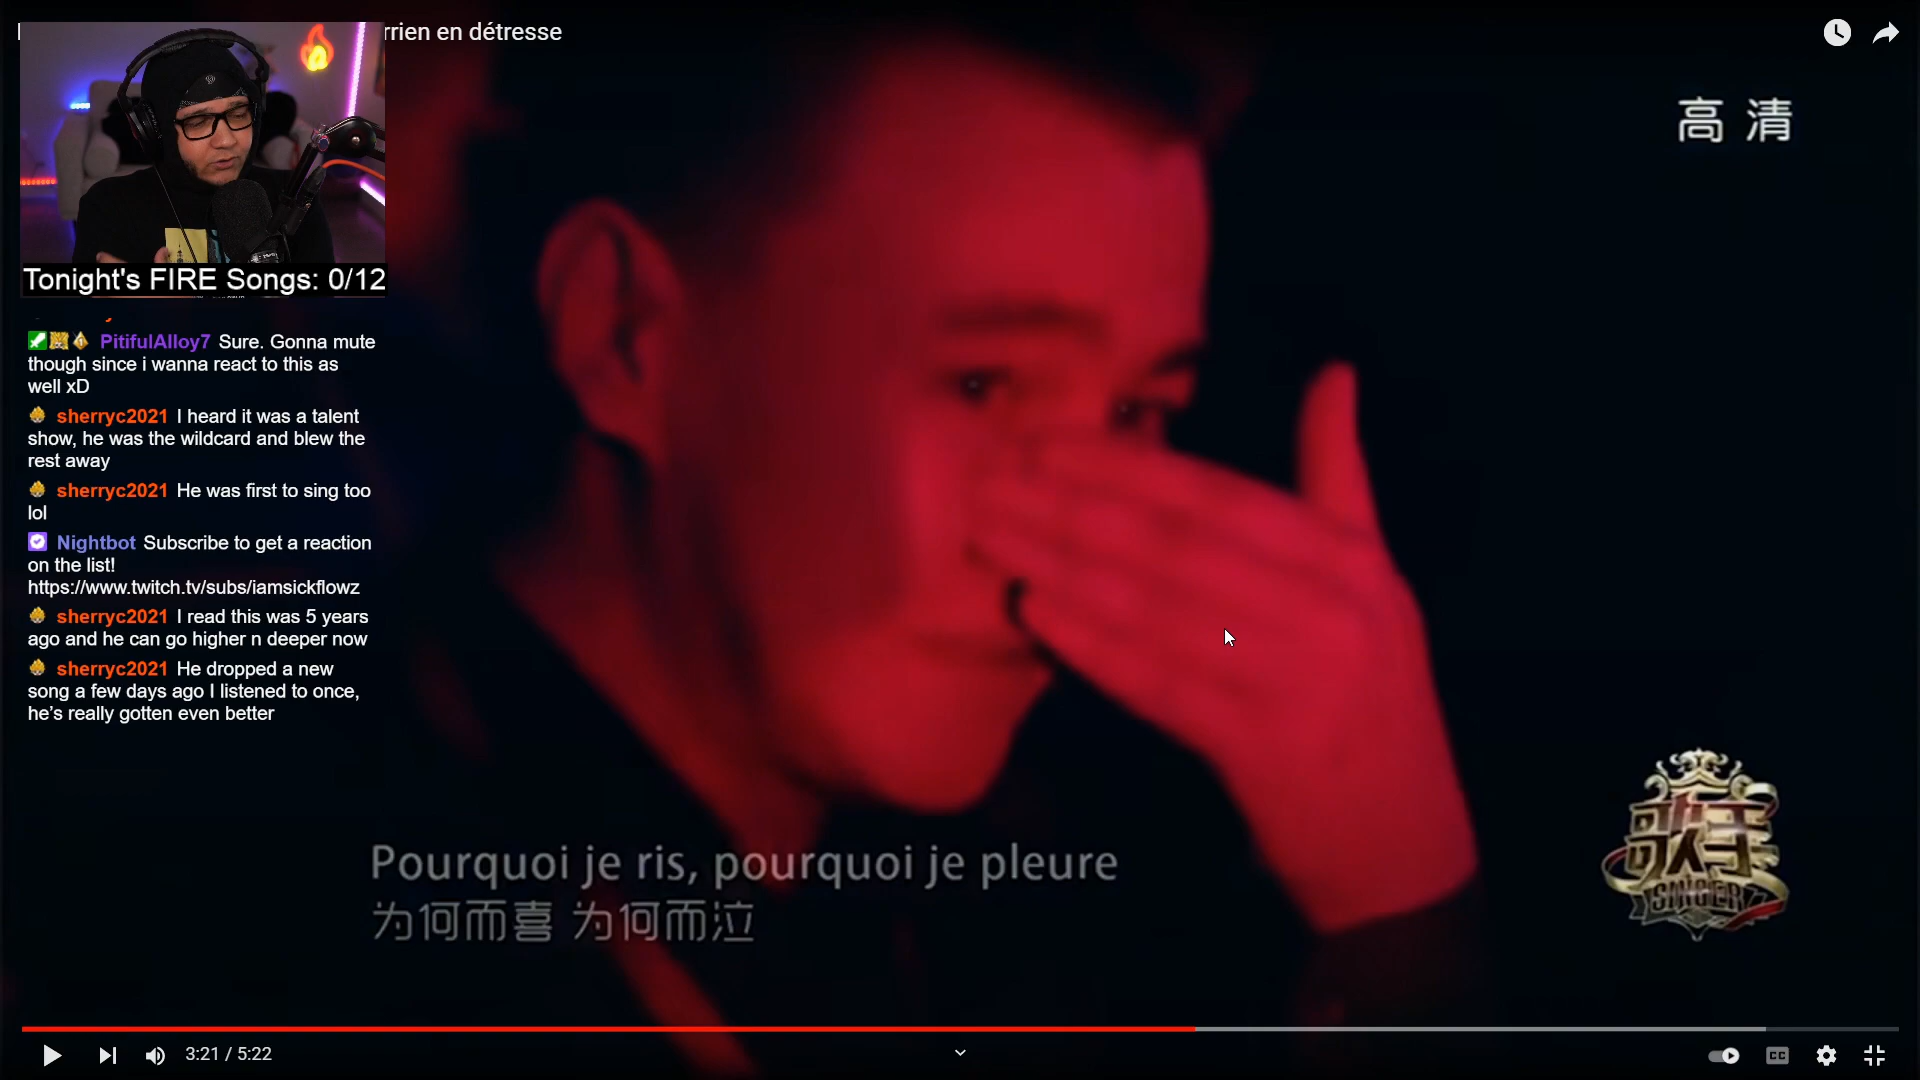 rrien en détresse
高清
Tonight's FIRE Songs: 0/12
PitifulAlloy7 Sure. Gonna mute
though since i wanna react to this as
well xD
sherryc2021 I heard it was a talent
show, he was the wildcard and blew the
rest away
sherryc2021 He was first to sing too
lol
Nightbot Subscribe to get a reaction
on the list!
https://www.twitch.tv/subs/iamsickflowz
sherryc2021 I read this was 5 years
ago and he can go higher n deeper now
sherryc2021 He dropped a new
song a few days ago I listened to once,
he's really gotten even better
Pourquoi je ris, pourquoi je pleure
为何而喜 为何而泣
歌手
SINGER
3:21 / 5:22
CC